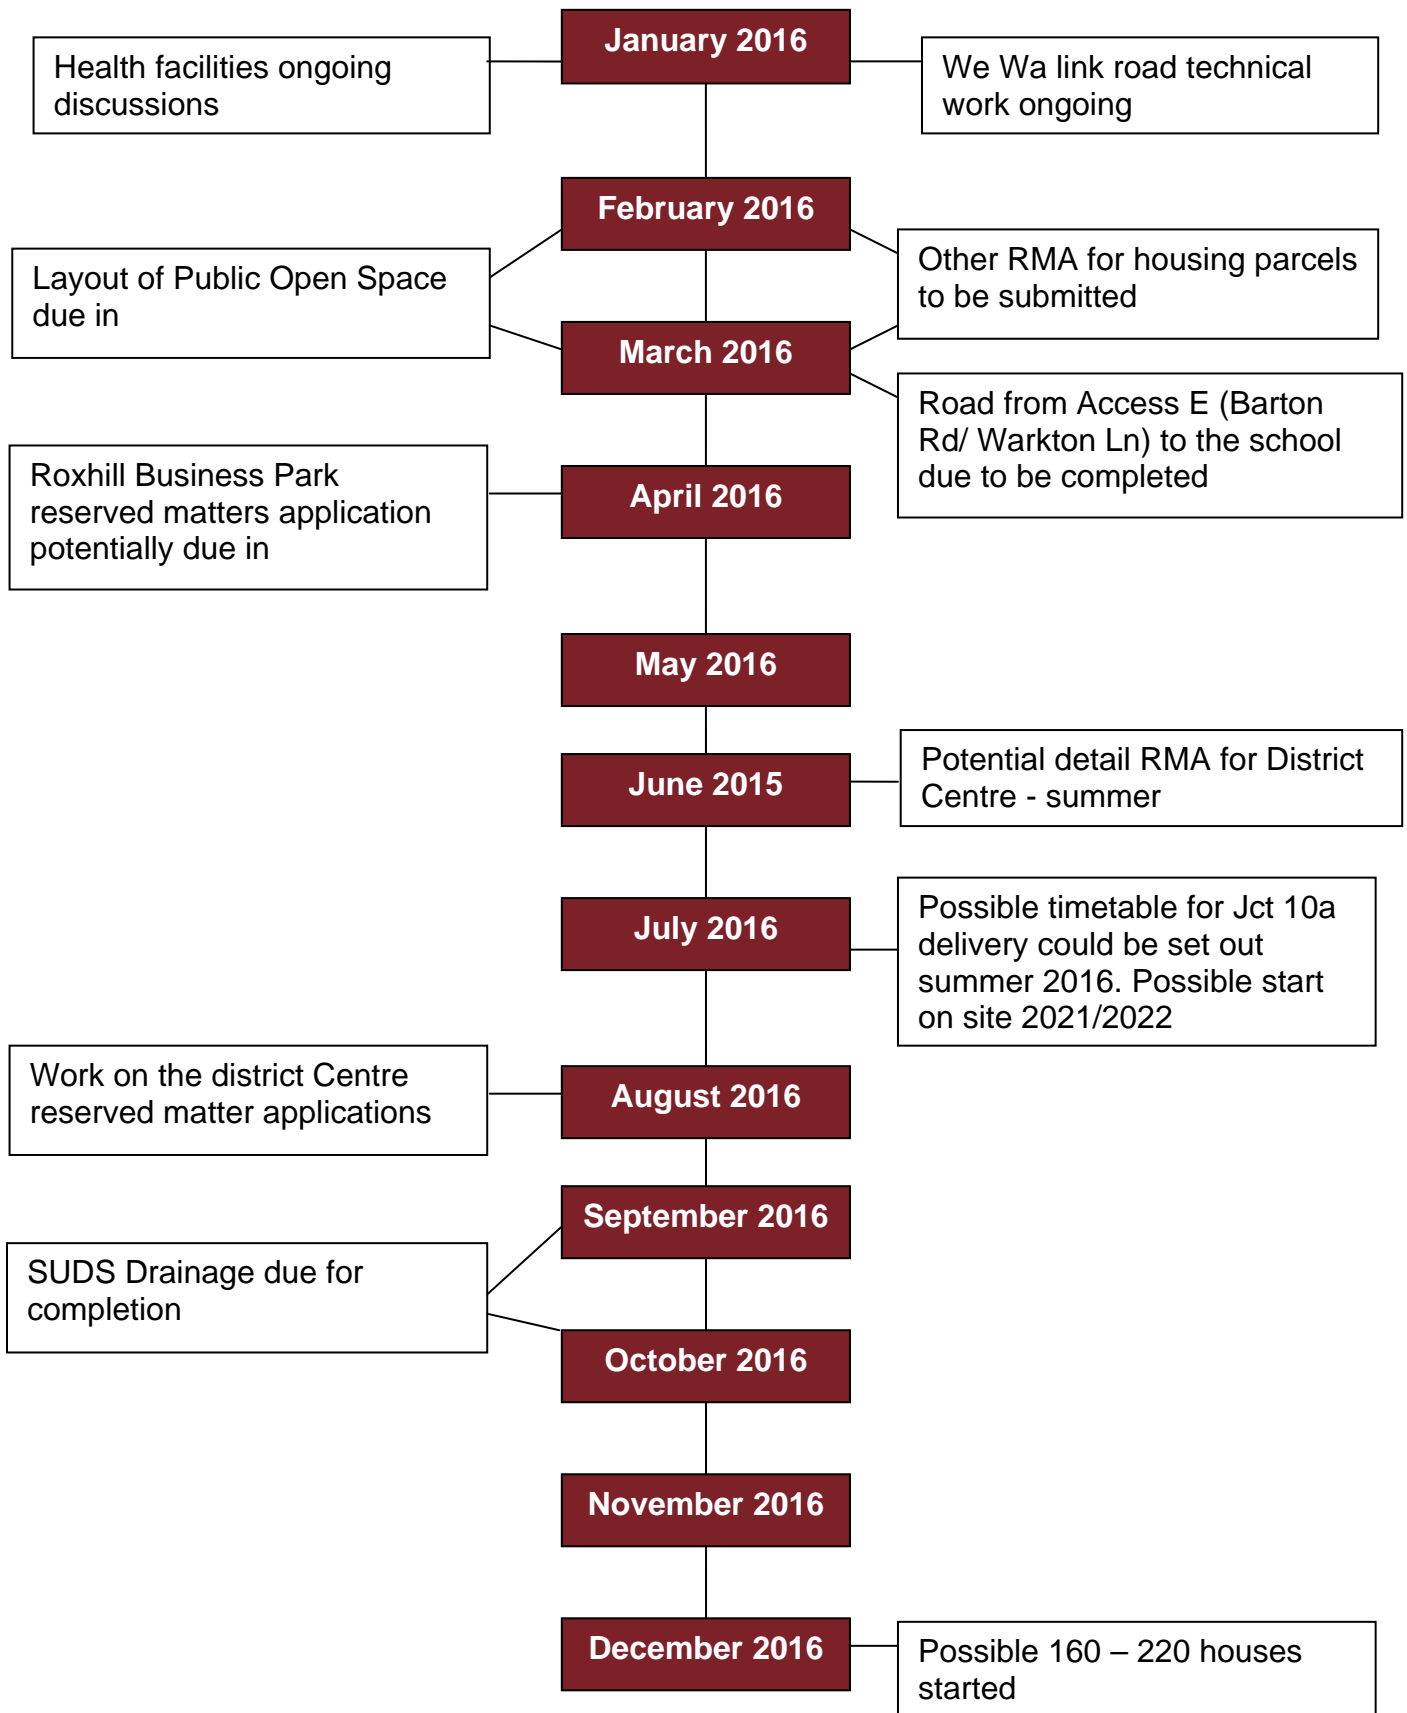 January 2016
Health facilities ongoing
discussions
We Wa link road technical
work ongoing
February 2016
Layout of Public Open Space
due in
Other RMA for housing parcels
to be submitted
March 2016
Road from Access E (Barton
Rd/ Warkton Ln) to the school
due to be completed
Roxhill Business Park
reserved matters application
potentially due in
April 2016
May 2016
June 2015
Potential detail RMA for District
Centre - summer
July 2016
Possible timetable for Jct 10a
delivery could be set out
summer 2016. Possible start
on site 2021/2022
Work on the district Centre
reserved matter applications
August 2016
September 2016
SUDS Drainage due for
completion
October 2016
November 2016
December 2016
Possible 160 – 220 houses
started